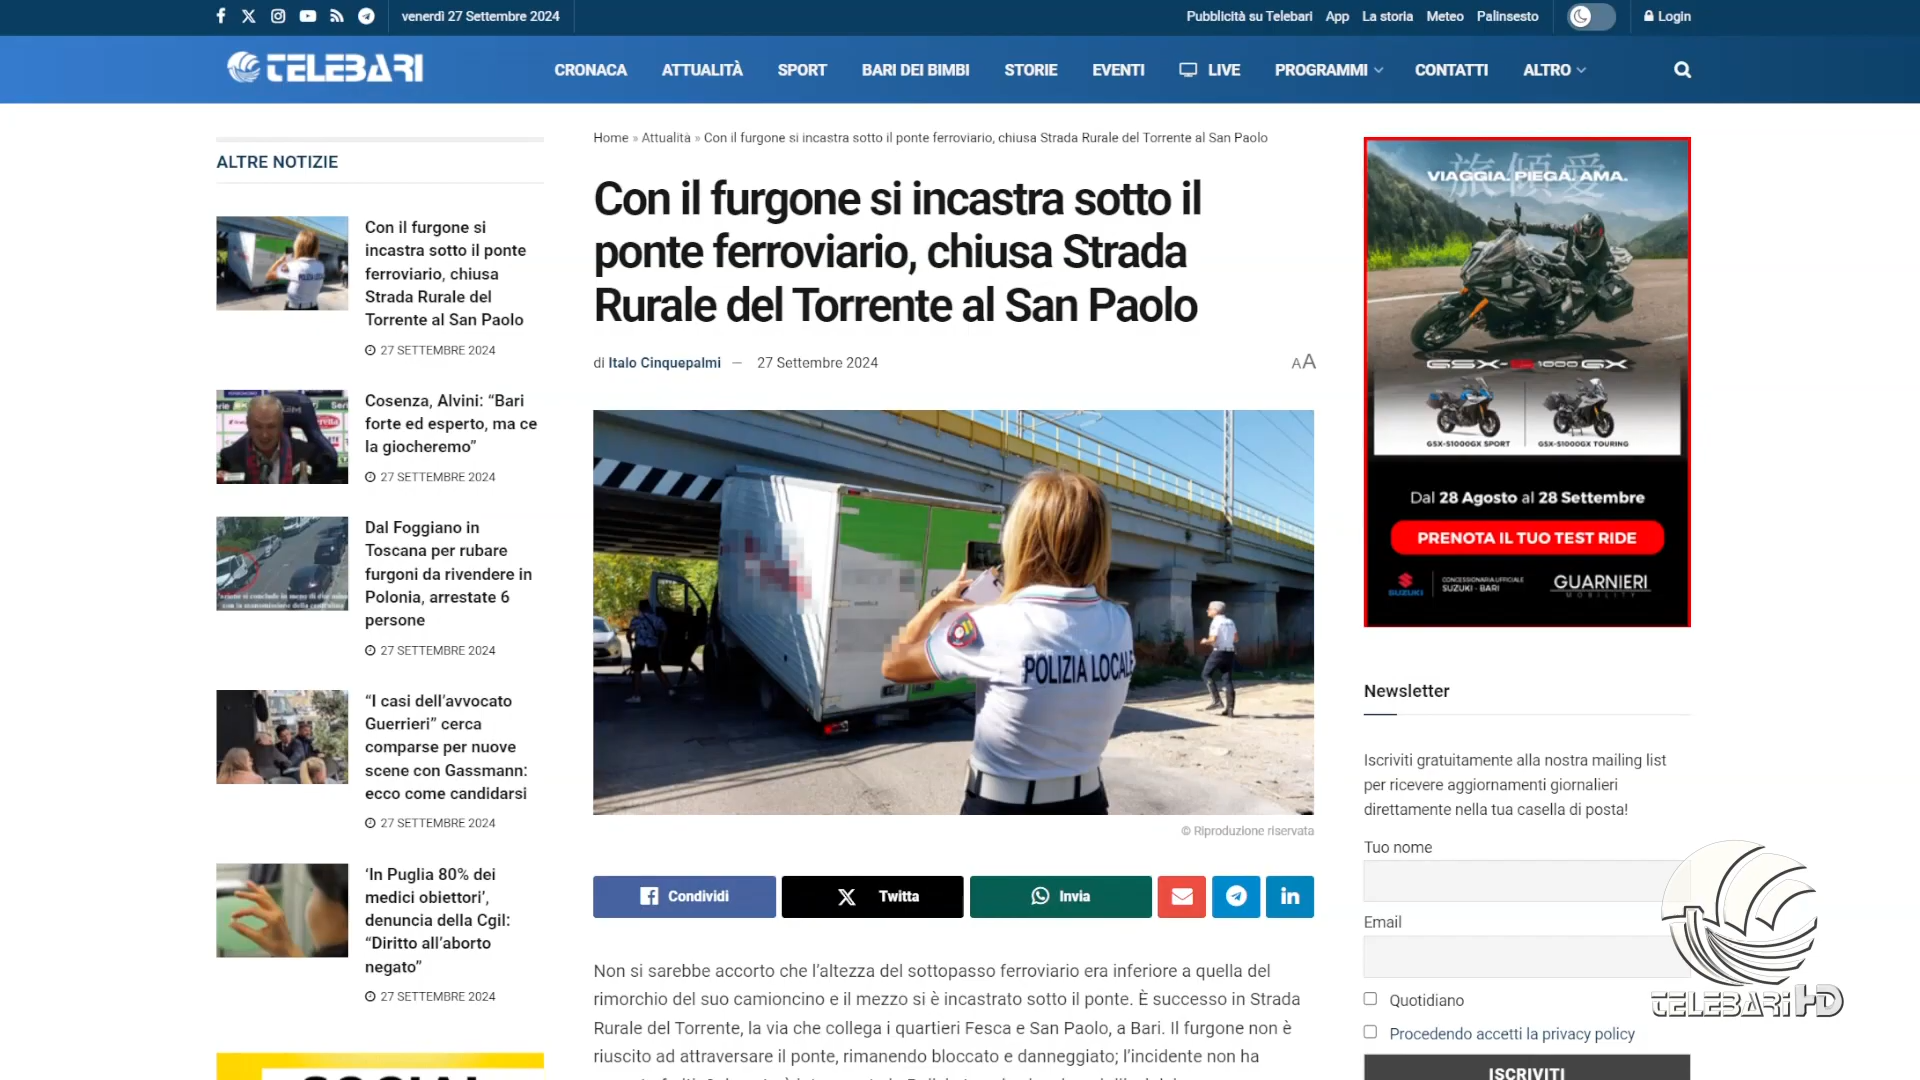 venerdì 27 Settembre 2024
Pubblicità su Telebari App La storia Meteo Palinsesto Login
TELEBARI
CRONACA ATTUALITÀ SPORT BARI DEI BIMBI STORIE EVENTI LIVE PROGRAMMI CONTATTI ALTRO
ALTRE NOTIZIE
Con il furgone si
incastra sotto il ponte
ferroviario, chiusa
Strada Rurale del
Torrente al San Paolo
27 SETTEMBRE 2024
Cosenza, Alvini: “Bari
forte ed esperto, ma ce
la giocheremo”
27 SETTEMBRE 2024
Dal Foggiano in
Toscana per rubare
furgoni da rivendere in
Polonia, arrestate 6
persone
27 SETTEMBRE 2024
“I casi dell’avvocato
Guerrieri” cerca
comparse per nuove
scene con Gassmann:
ecco come candidarsi
27 SETTEMBRE 2024
‘In Puglia 80% dei
medici obiettori’,
denuncia della Cgil:
“Diritto all’aborto
negato”
27 SETTEMBRE 2024
Home » Attualità » Con il furgone si incastra sotto il ponte ferroviario, chiusa Strada Rurale del Torrente al San Paolo
Con il furgone si incastra sotto il
ponte ferroviario, chiusa Strada
Rurale del Torrente al San Paolo
di Italo Cinquepalmi — 27 Settembre 2024
AA
POLIZIA LOCALE
© Riproduzione riservata
Condividi Twitta Invia
Non si sarebbe accorto che l’altezza del sottopasso ferroviario era inferiore a quella del
rimorchio del suo camioncino e il mezzo si è incastrato sotto il ponte. È successo in Strada
Rurale del Torrente, la via che collega i quartieri Fesca e San Paolo, a Bari. Il furgone non è
riuscito ad attraversare il ponte, rimanendo bloccato e danneggiato; l’incidente non ha
旅傾愛
VIAGGIA. PIEGA. AMA.
GSX-S1000GX
GSX-S1000GX SPORT GSX-S1000GX TOURING
Dal 28 Agosto al 28 Settembre
PRENOTA IL TUO TEST RIDE
SUZUKI
CONCESSIONARIA UFFICIALE
SUZUKI - BARI
GUARNIERI
MOBILITY
Newsletter
Iscriviti gratuitamente alla nostra mailing list
per ricevere aggiornamenti giornalieri
direttamente nella tua casella di posta!
Tuo nome
Email
Quotidiano
Procedendo accetti la privacy policy
ISCRIVITI
TELEBARI HD